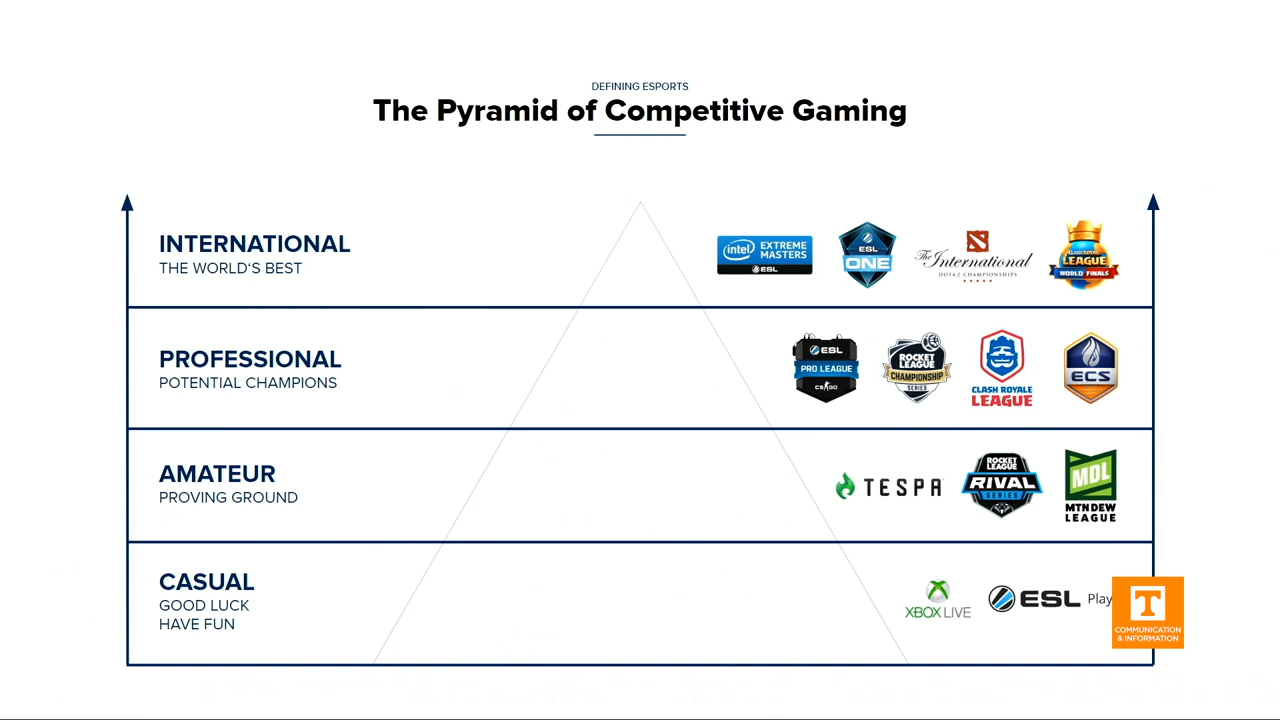 DEFINING ESPORTS
The Pyramid of Competitive Gaming
INTERNATIONAL
THE WORLD'S BEST
intel EXTREME
MASTERS
ESL
ESL
ONE
The International
DOTA 2 CHAMPIONSHIPS
CLASH ROYALE
LEAGUE
WORLD FINALS
PROFESSIONAL
POTENTIAL CHAMPIONS
ESL
PRO LEAGUE
CS GO
ROCKET
LEAGUE
CHAMPIONSHIP
SERIES
CLASH ROYALE
LEAGUE
ECS
AMATEUR
PROVING GROUND
TESPA
ROCKET
LEAGUE
RIVAL
SERIES
MDL
MTN DEW
LEAGUE
CASUAL
GOOD LUCK
HAVE FUN
XBOX LIVE
ESL Play
T
COMMUNICATION
& INFORMATION